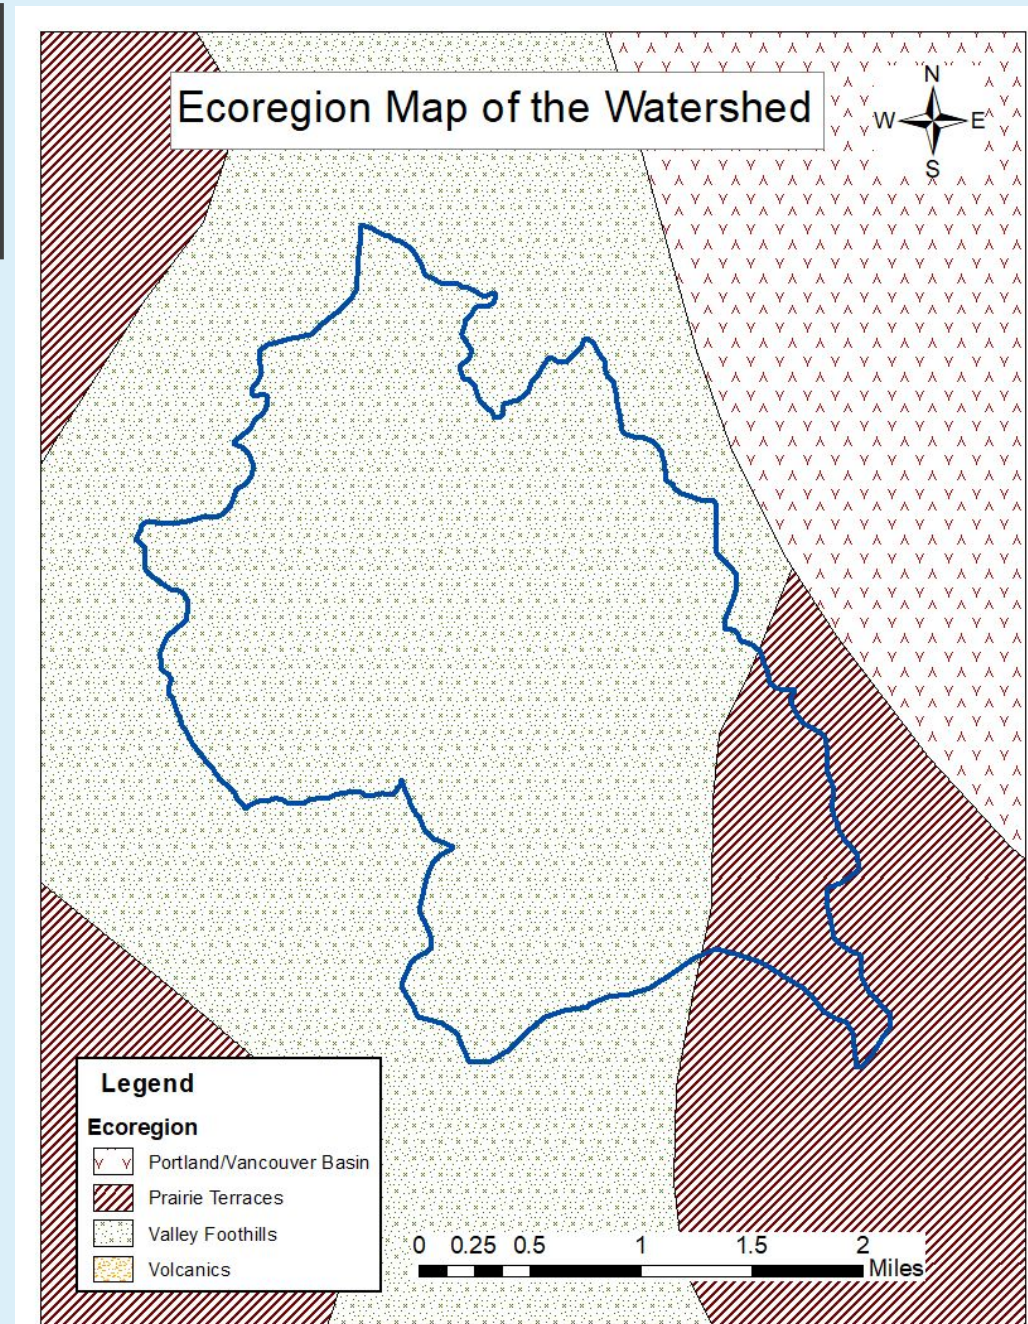 Ecoregion Map of the Watershed
N
W E
S
Legend
Ecoregion
Portland/Vancouver Basin
Prairie Terraces
Valley Foothills
Volcanics
0 0.25 0.5 1 1.5 2
Miles